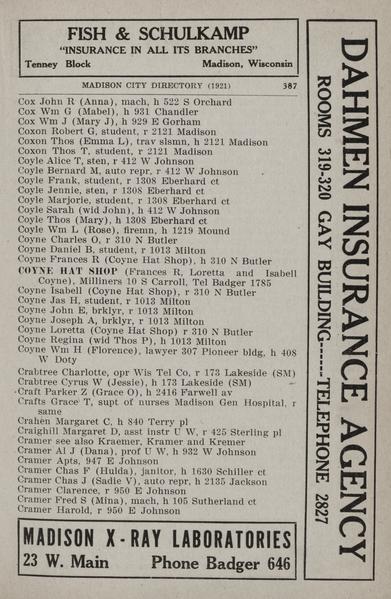 FISH & SCHULKAMP
"INSURANCE IN ALL ITS BRANCHES"
Tenney Block Madison, Wisconsin
MADISON CITY DIRECTORY (1921) 387
Cox John R (Anna), mach, h 522 S Orchard
Cox Wm G (Mabel), h 931 Chandler
Cox Wm J (Mary J), h 929 E Gorham
Coxon Robert G, student, r 2121 Madison
Coxon Thos (Emma L), trav slsmn, h 2121 Madison
Coxon Thos T, student, r 2121 Madison
Coyle Alice T, sten, r 412 W Johnson
Coyle Bernard M, auto repr, r 412 W Johnson
Coyle Frank, student, r 1308 Eberhard ct
Coyle Jennie, sten, r 1308 Eberhard ct
Coyle Marjorie, student, r 1308 Eberhard ct
Coyle Sarah (wid John), h 412 W Johnson
Coyle Thos (Mary), h 1308 Eberhard ct
Coyle Wm L (Rose), firemn, h 1219 Mound
Coyne Charles O, r 310 N Butler
Coyne Daniel B, student, r 1013 Milton
Coyne Frances R (Coyne Hat Shop), h 310 N Butler
COYNE HAT SHOP (Frances R, Loretta and Isabell
Coyne), Milliners 10 S Carroll, Tel Badger 1785
Coyne Isabell (Coyne Hat Shop), r 310 N Butler
Coyne Jas H, student, r 1013 Milton
Coyne John E, brklyr, r 1013 Milton
Coyne Joseph A, brklyr, r 1013 Milton
Coyne Loretta (Coyne Hat Shop) r 310 N Butler
Coyne Regina (wid Thos P), h 1013 Milton
Coyne Wm H (Florence), lawyer 307 Pioneer bldg, h 408
W Doty
Crabtree Charlotte, opr Wis Tel Co, r 173 Lakeside (SM)
Crabtree Cyrus W (Jessie), h 173 Lakeside (SM)
Craft Parker Z (Grace O), h 2416 Farwell av
Crafts Grace T, supt of nurses Madison Gen Hospital, r
same
Crahen Margaret C, h 840 Terry pl
Craighill Margaret D, asst instr U W, r 425 Sterling pl
Cramer see also Kraemer, Kramer and Kremer
Cramer Al J (Dana), prof U W, h 932 W Johnson
Cramer Apts, 947 E Johnson
Cramer Chas F (Hulda), janitor, h 1630 Schiller ct
Cramer Chas J (Sadie V), auto repr, h 2135 Jackson
Cramer Clarence, r 950 E Johnson
Cramer Fred S (Mina), mach, h 105 Sutherland ct
Cramer Harold, r 950 E Johnson
MADISON X-RAY LABORATORIES
23 W. Main Phone Badger 646
DAHMEN INSURANCE AGENCY
ROOMS 319-320 GAY BUILDING------TELEPHONE 2827